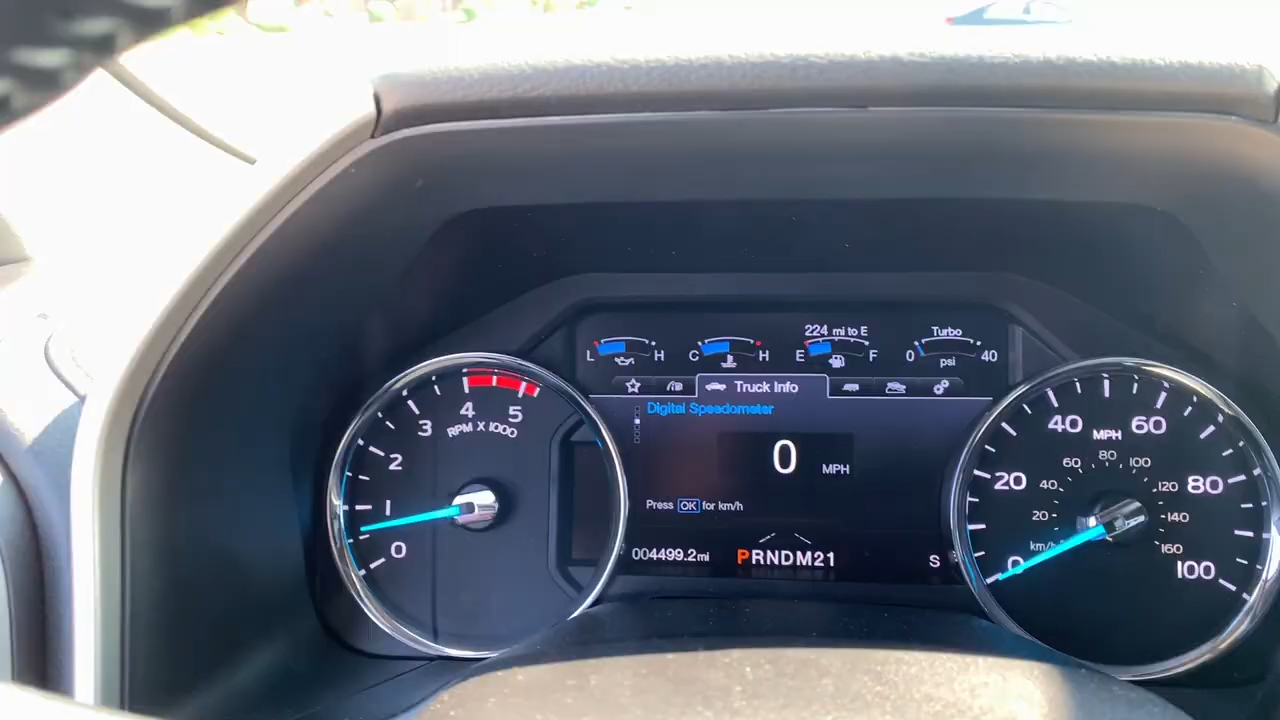 224 mi to E
Turbo
L H
C H
E F
0 40
psi
Truck Info
Digital Speedometer
0 MPH
Press OK for km/h
004499.2mi
PRNDM21
S
0 1 2 3 4 5
RPM X 1000
0 20 40 60 80 100
MPH
20 40 60 80 100 120 140 160
km/h